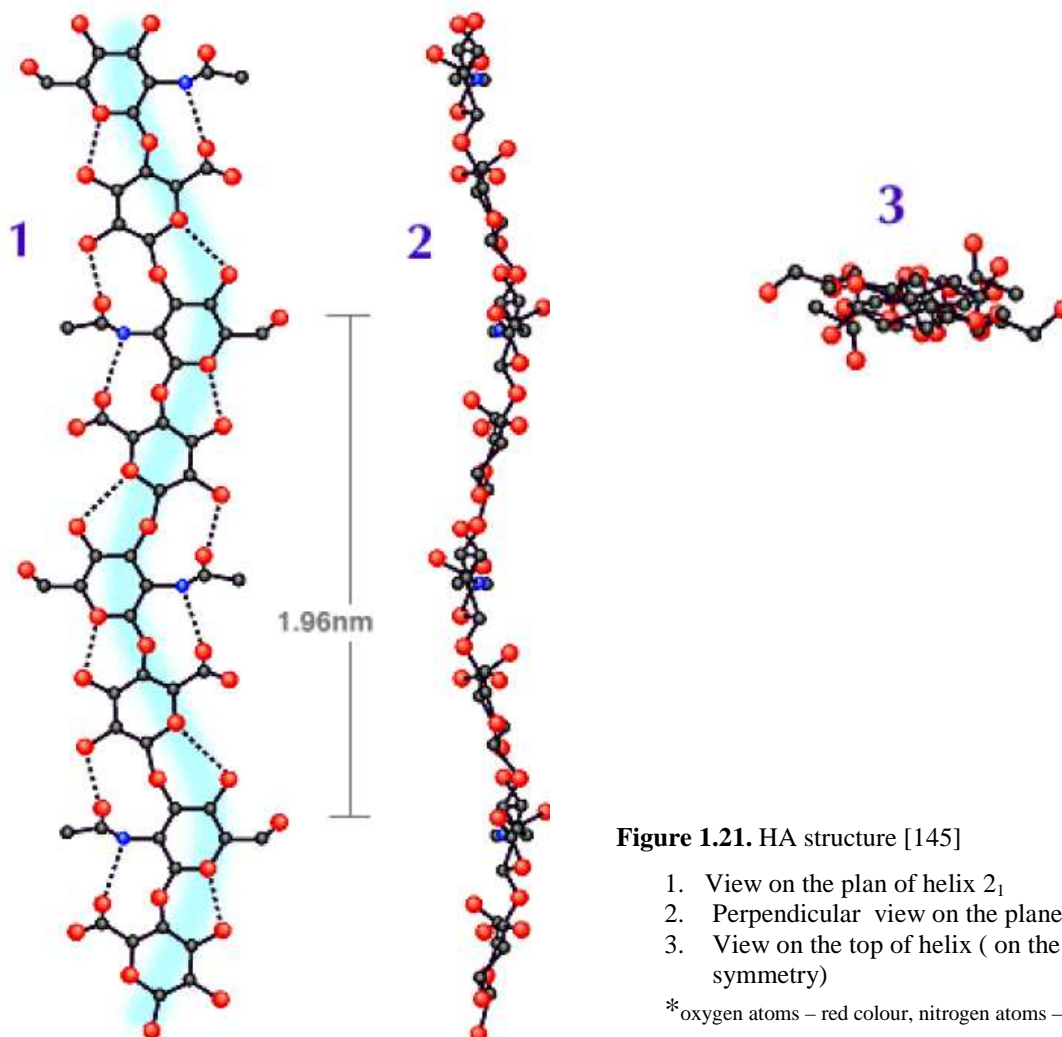 1
2
3
1.96nm
Figure 1.21. HA structure [145]
1. View on the plan of helix 2₁
2. Perpendicular view on the plane
3. View on the top of helix ( on the
symmetry)
*oxygen atoms – red colour, nitrogen atoms –